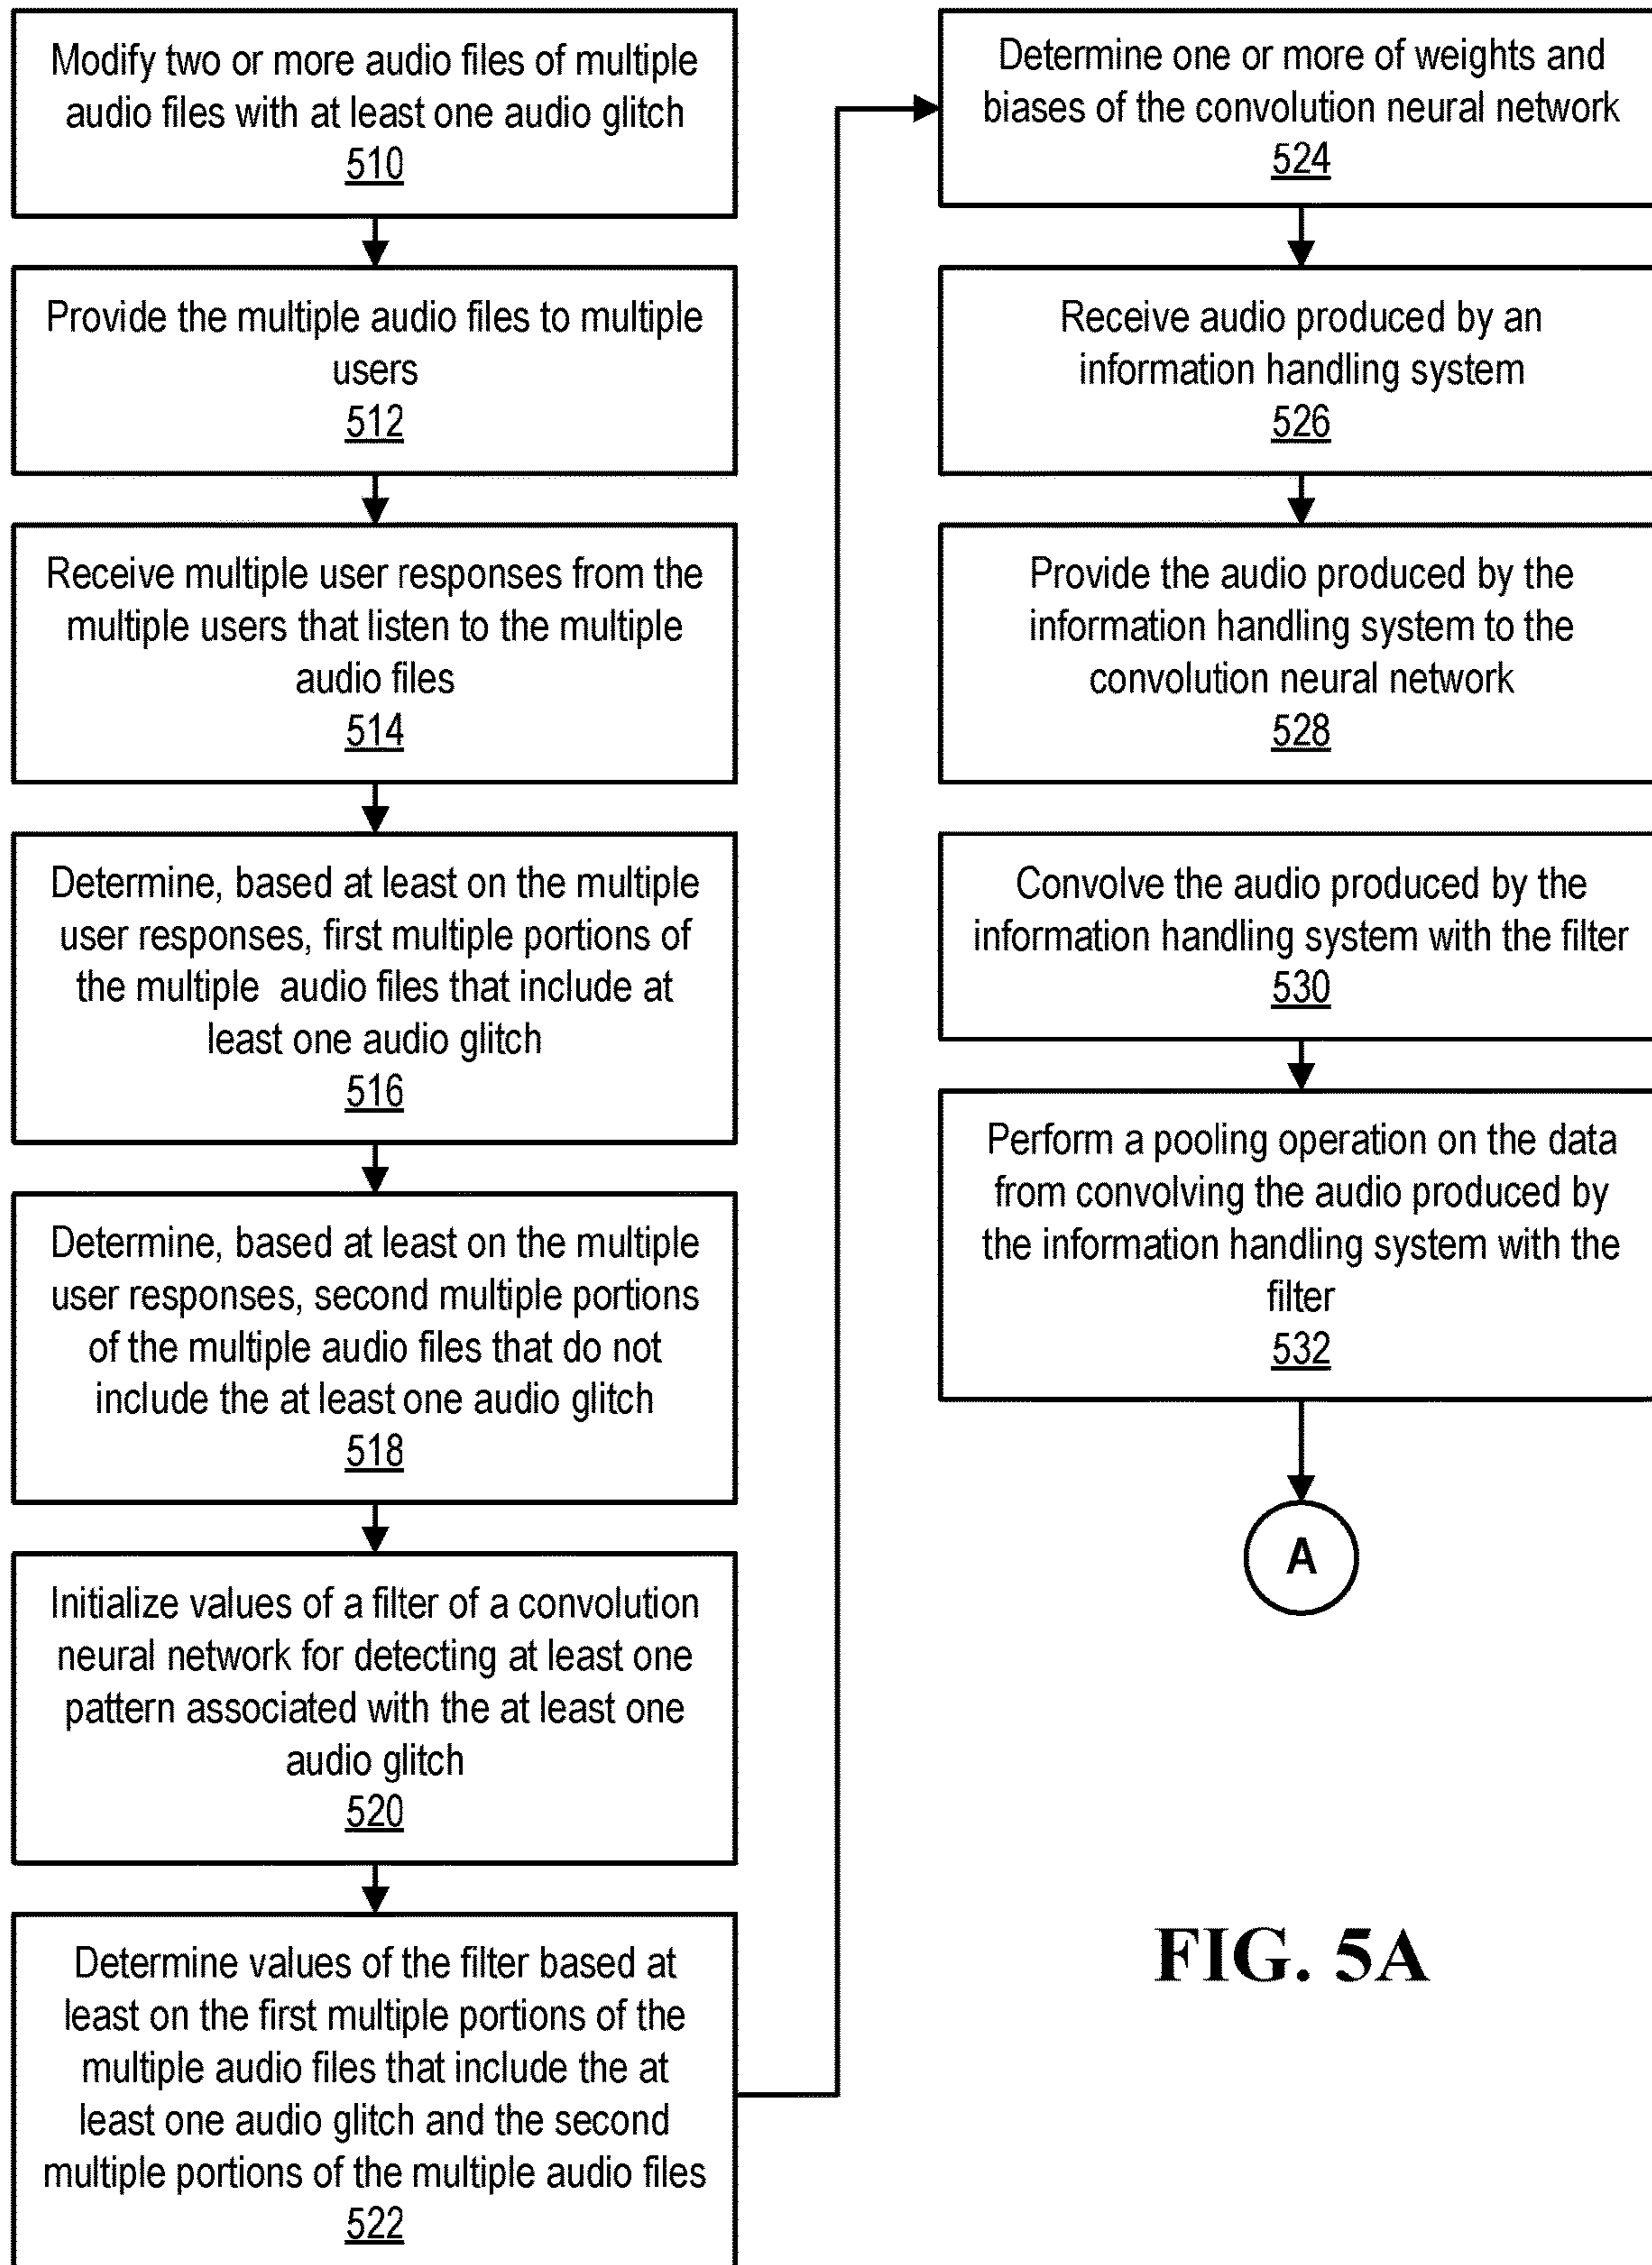 Modify two or more audio files of multiple
audio files with at least one audio glitch
510
Provide the multiple audio files to multiple
users
512
Receive multiple user responses from the
multiple users that listen to the multiple
audio files
514
Determine, based at least on the multiple
user responses, first multiple portions of
the multiple audio files that include at
least one audio glitch
516
Determine, based at least on the multiple
user responses, second multiple portions
of the multiple audio files that do not
include the at least one audio glitch
518
Initialize values of a filter of a convolution
neural network for detecting at least one
pattern associated with the at least one
audio glitch
520
Determine values of the filter based at
least on the first multiple portions of the
multiple audio files that include the at
least one audio glitch and the second
multiple portions of the multiple audio files
522
Determine one or more of weights and
biases of the convolution neural network
524
Receive audio produced by an
information handling system
526
Provide the audio produced by the
information handling system to the
convolution neural network
528
Convolve the audio produced by the
information handling system with the filter
530
Perform a pooling operation on the data
from convolving the audio produced by
the information handling system with the
filter
532
A
FIG. 5A